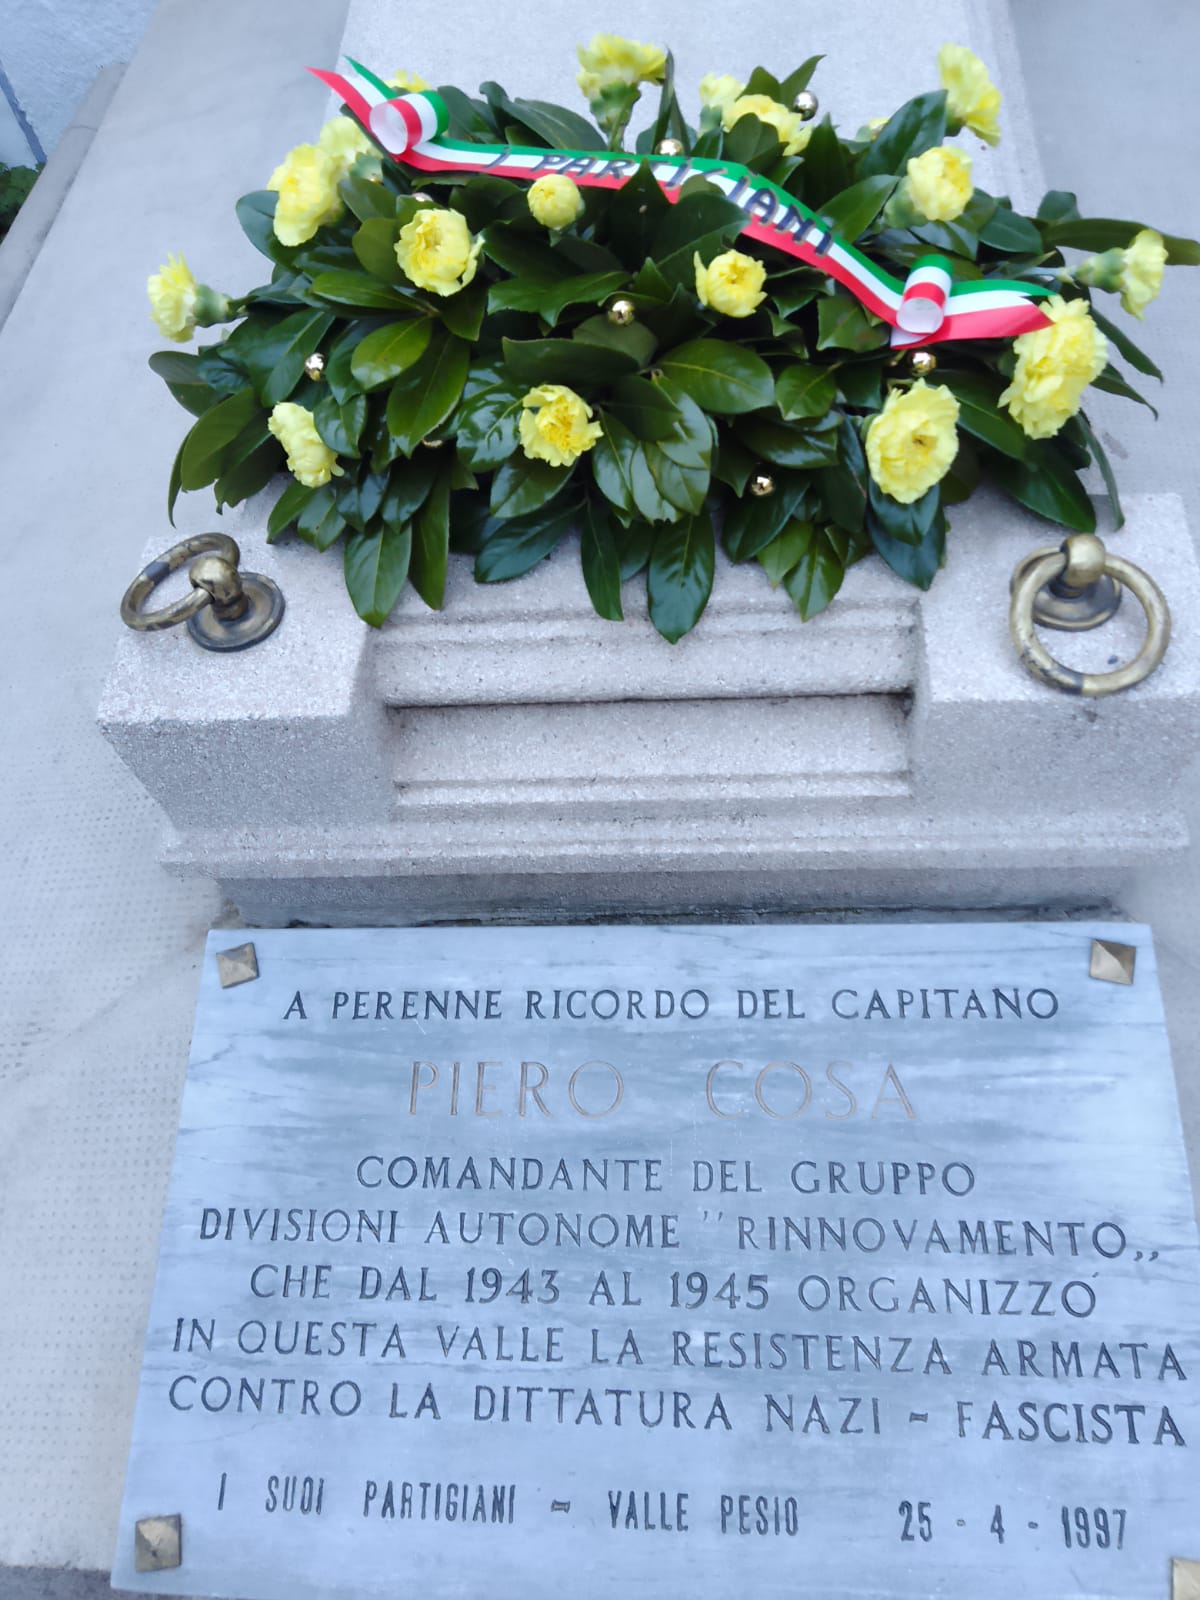 I PARTIGIANI
A PERENNE RICORDO DEL CAPITANO
PIERO COSA
COMANDANTE DEL GRUPPO
DIVISIONI AUTONOME "RINNOVAMENTO„
CHE DAL 1943 AL 1945 ORGANIZZO'
IN QUESTA VALLE LA RESISTENZA ARMATA
CONTRO LA DITTATURA NAZI - FASCISTA
I SUOI PARTIGIANI - VALLE PESIO 25 - 4 - 1997